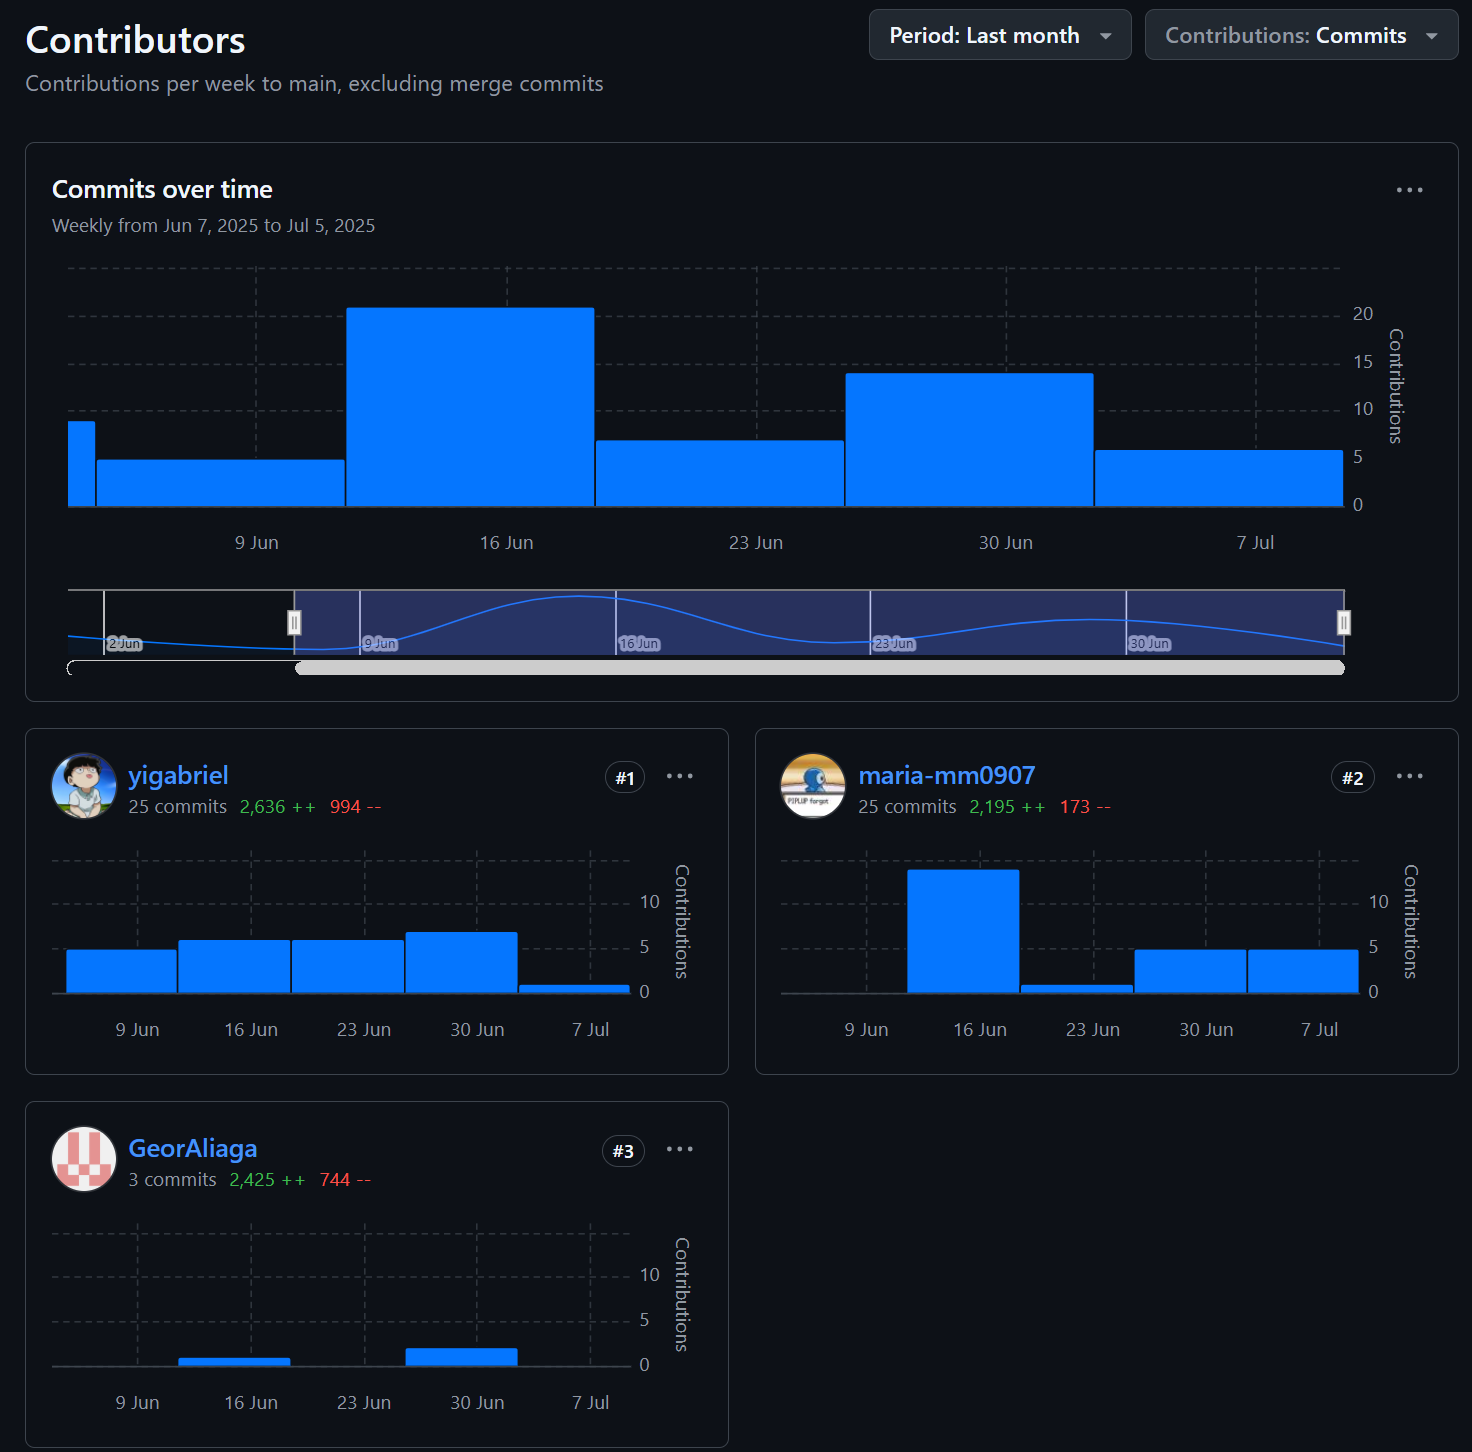 Contributors
Period: Last month
Contributions: Commits
Contributions per week to main, excluding merge commits
Commits over time
Weekly from Jun 7, 2025 to Jul 5, 2025
20
15
10
5
0
Contributions
9 Jun
16 Jun
23 Jun
30 Jun
7 Jul
2 Jun
9 Jun
16 Jun
23 Jun
30 Jun
yigabriel
#1
25 commits 2,636 ++ 994 --
10
5
0
Contributions
9 Jun
16 Jun
23 Jun
30 Jun
7 Jul
maria-mm0907
#2
25 commits 2,195 ++ 173 --
PIPLUP forgot
10
5
0
Contributions
9 Jun
16 Jun
23 Jun
30 Jun
7 Jul
GeorAliaga
#3
3 commits 2,425 ++ 744 --
10
5
0
Contributions
9 Jun
16 Jun
23 Jun
30 Jun
7 Jul